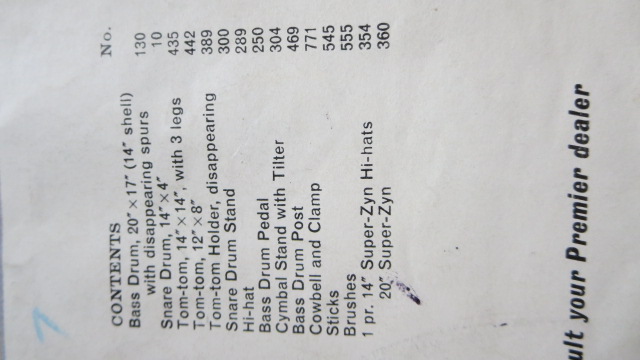 7
CONTENTS No.
Bass Drum, 20″ × 17″ (14″ shell)
with disappearing spurs 130
Snare Drum, 14″ × 4″ 10
Tom-tom, 14″ × 14″, with 3 legs 435
Tom-tom, 12″ × 8″ 442
Tom-tom Holder, disappearing 389
Snare Drum Stand 300
Hi-hat 289
Bass Drum Pedal 250
Cymbal Stand with Tilter 304
Bass Drum Post 469
Cowbell and Clamp 771
Sticks 545
Brushes 555
1 pr. 14″ Super-Zyn Hi-hats 354
20″ Super-Zyn 360
ult your Premier dealer